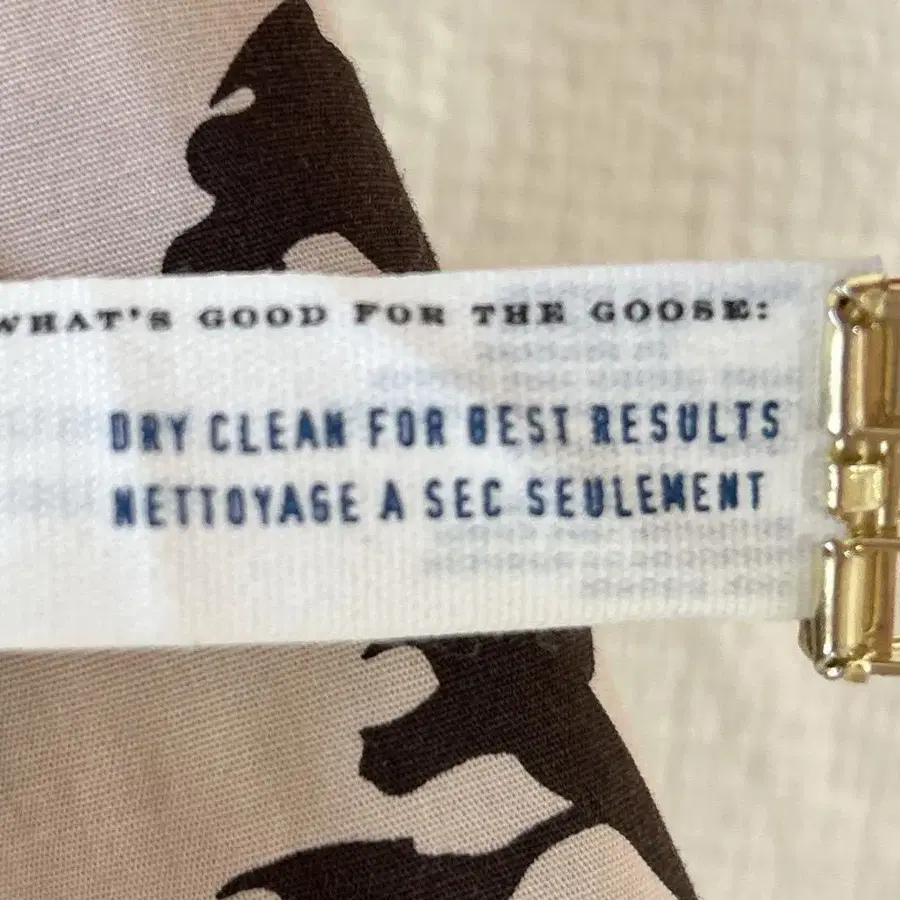 WHAT'S GOOD FOR THE GOOSE:
DRY CLEAN FOR BEST RESULTS
NETTOYAGE A SEC SEULEMENT